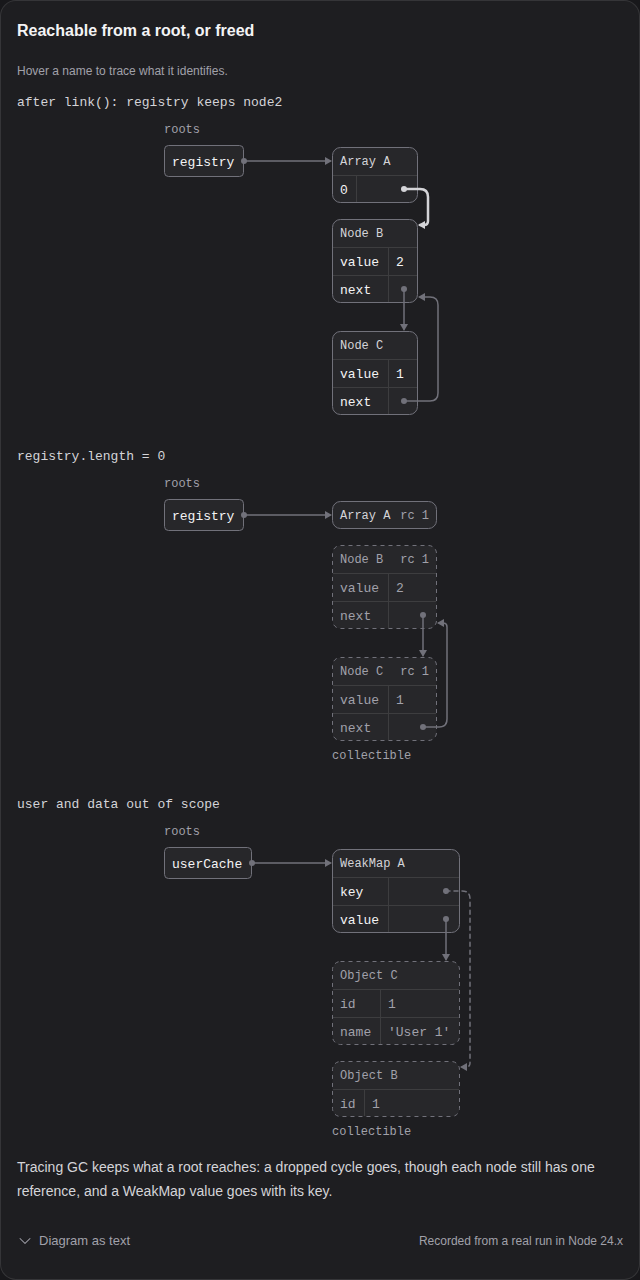 Reachable from a root, or freed
Hover a name to trace what it identifies.
after link(): registry keeps node2
roots
registry
Array A
0
Node B
value 2
next
Node C
value 1
next
registry.length = 0
roots
registry
Array A rc 1
Node B rc 1
value 2
next
Node C rc 1
value 1
next
collectible
user and data out of scope
roots
userCache
WeakMap A
key
value
Object C
id 1
name 'User 1'
Object B
id 1
collectible
Tracing GC keeps what a root reaches: a dropped cycle goes, though each node still has one
reference, and a WeakMap value goes with its key.
Diagram as text
Recorded from a real run in Node 24.x